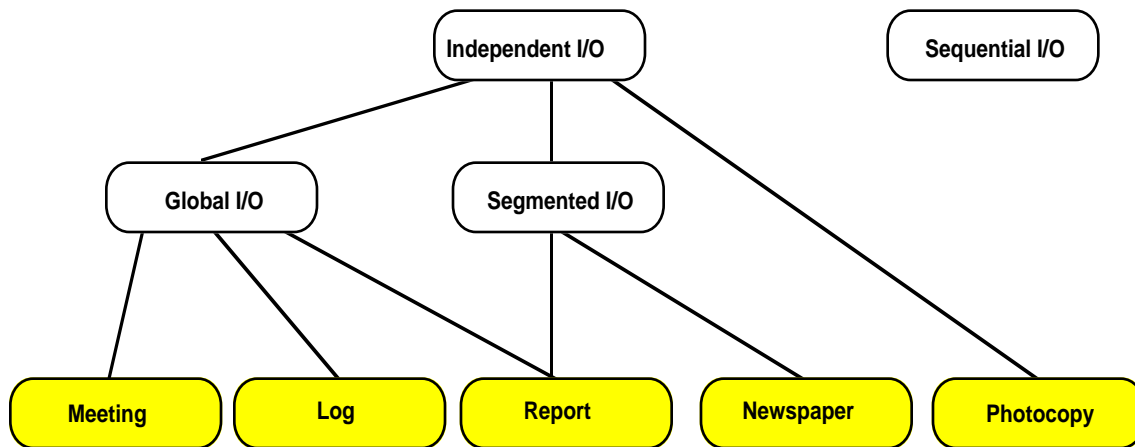 Independent I/O
Sequential I/O
Global I/O
Segmented I/O
Meeting
Log
Report
Newspaper
Photocopy